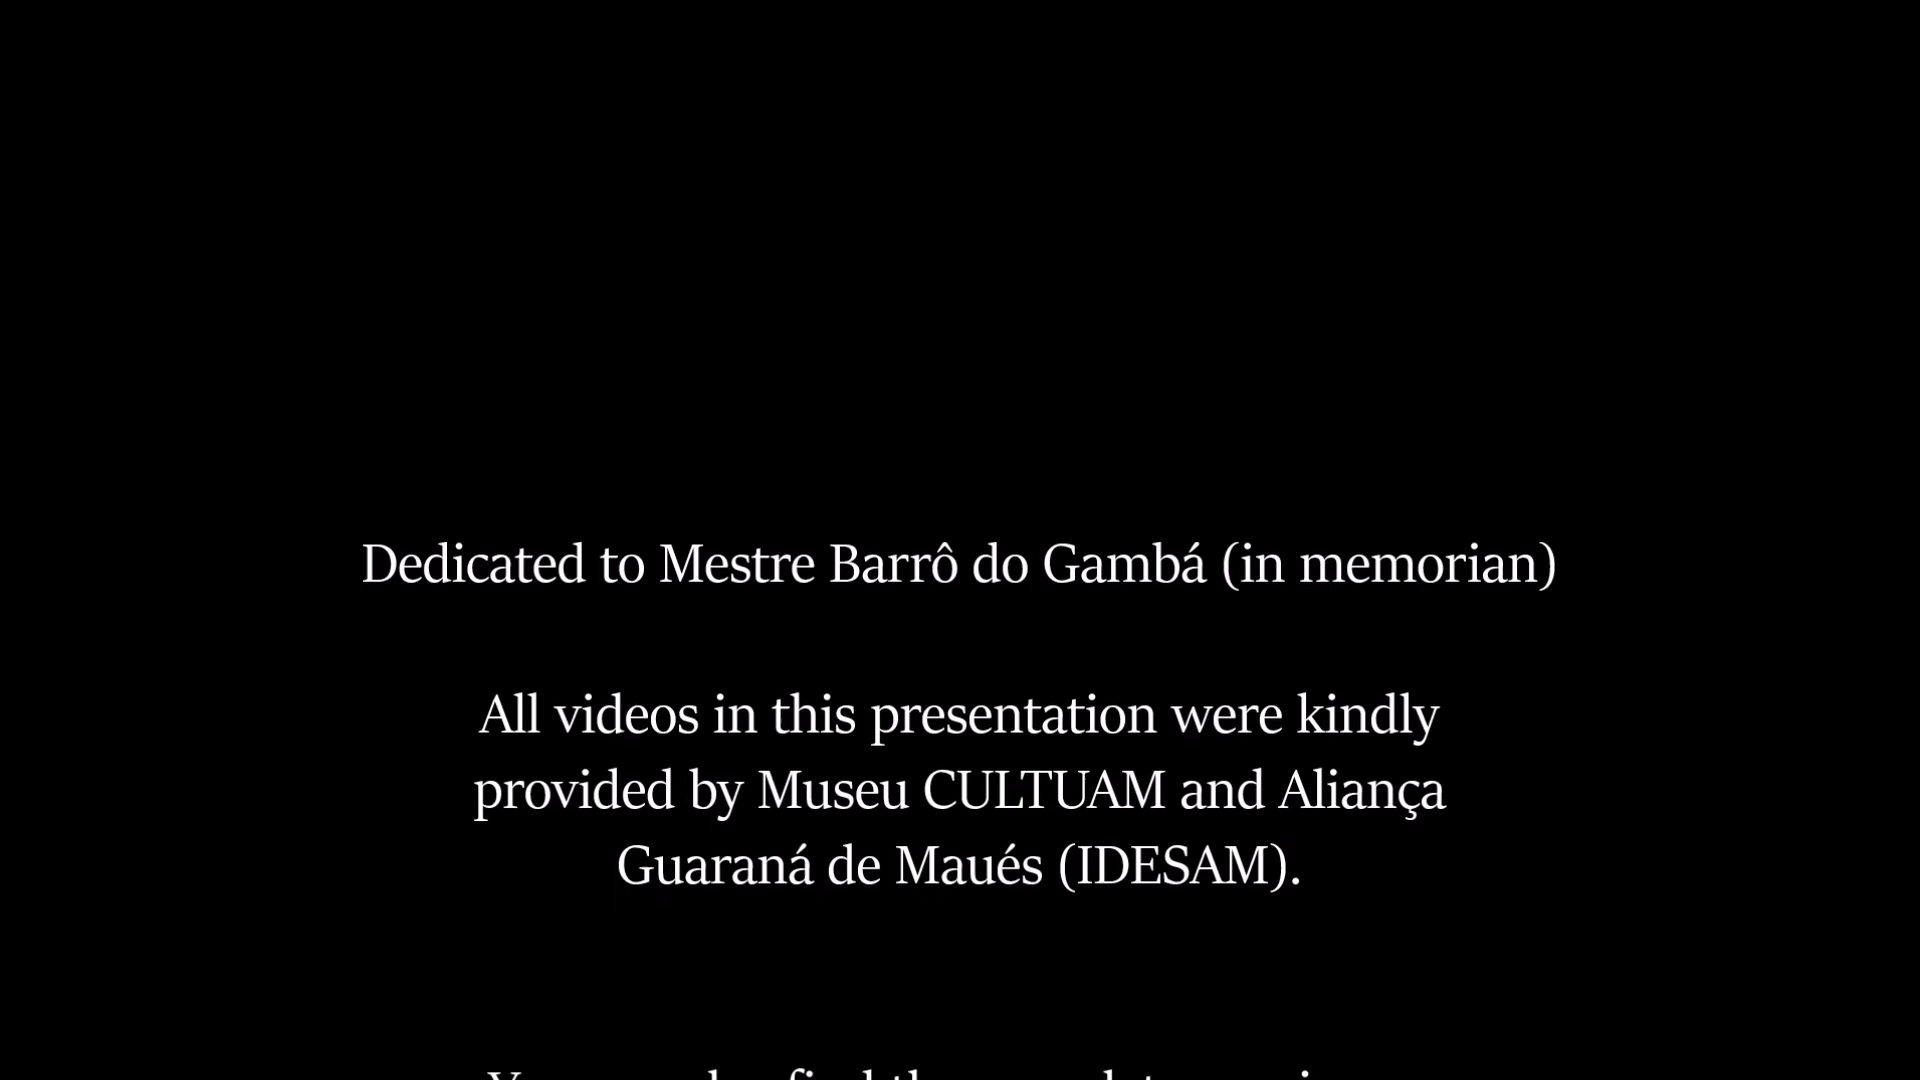 Dedicated to Mestre Barrô do Gambá (in memorian)
All videos in this presentation were kindly
provided by Museu CULTUAM and Aliança
Guaraná de Maués (IDESAM).